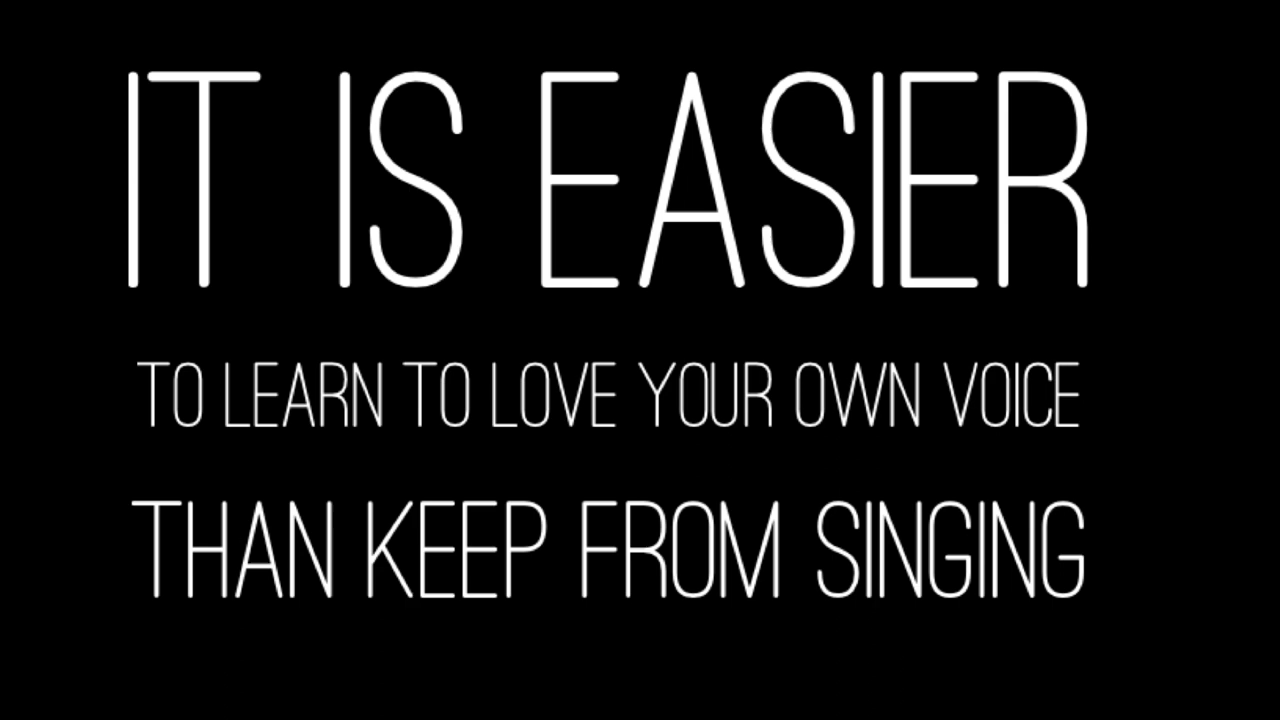 IT IS EASIER
TO LEARN TO LOVE YOUR OWN VOICE
THAN KEEP FROM SINGING